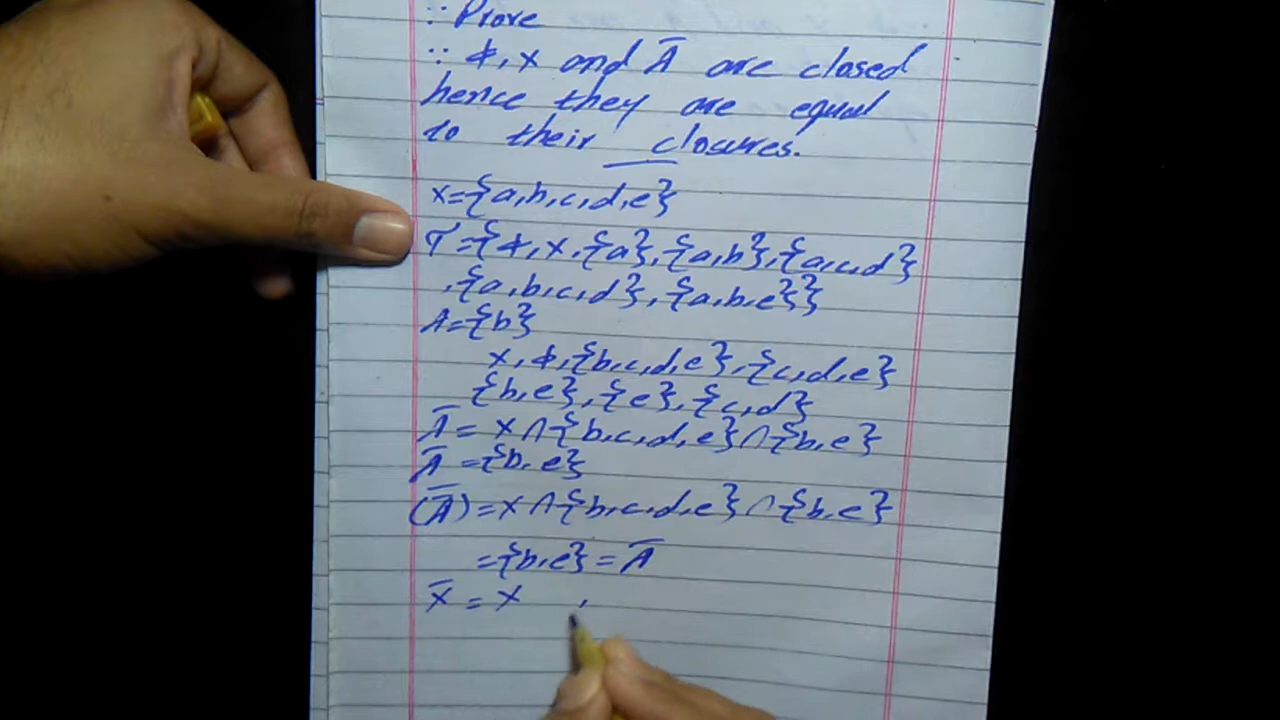 ∵ Prove
∵ ϕ, X and A̅ are closed
hence they are equal
to their closures.
X={a,b,c,d,e}
τ={ϕ,X,{a},{a,b},{a,c,d}
,{a,b,c,d},{a,b,e}}
A={b}
X,ϕ,{b,c,d,e},{c,d,e}
{b,e},{e},{c,d}
A̅ = X∩{b,c,d,e}∩{b,e}
A̅ ={b,e}
(A̅)=X∩{b,c,d,e}∩{b,e}
={b,e}=A̅
X̅ = X ,